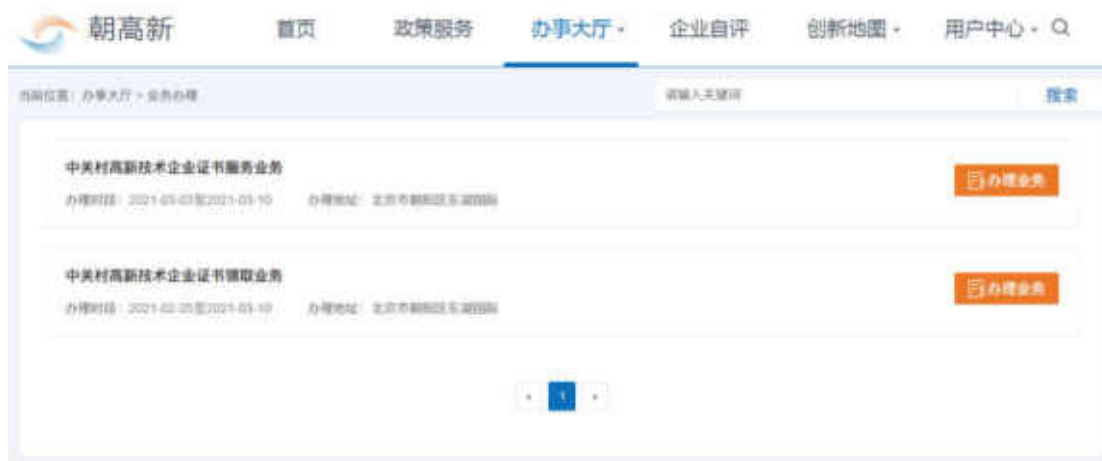 朝高新
首页 政策服务 办事大厅 企业自评 创新地图 用户中心
当前位置：办事大厅 > 业务办理 请输入关键词 搜索
中关村高新技术企业证书服务业务
办理时间：2021-03-03至2021-03-10 办理地址：北京市朝阳区东湖国际
办理业务
中关村高新技术企业证书领取业务
办理时间：2021-02-25至2021-03-10 办理地址：北京市朝阳区东湖国际
办理业务
1